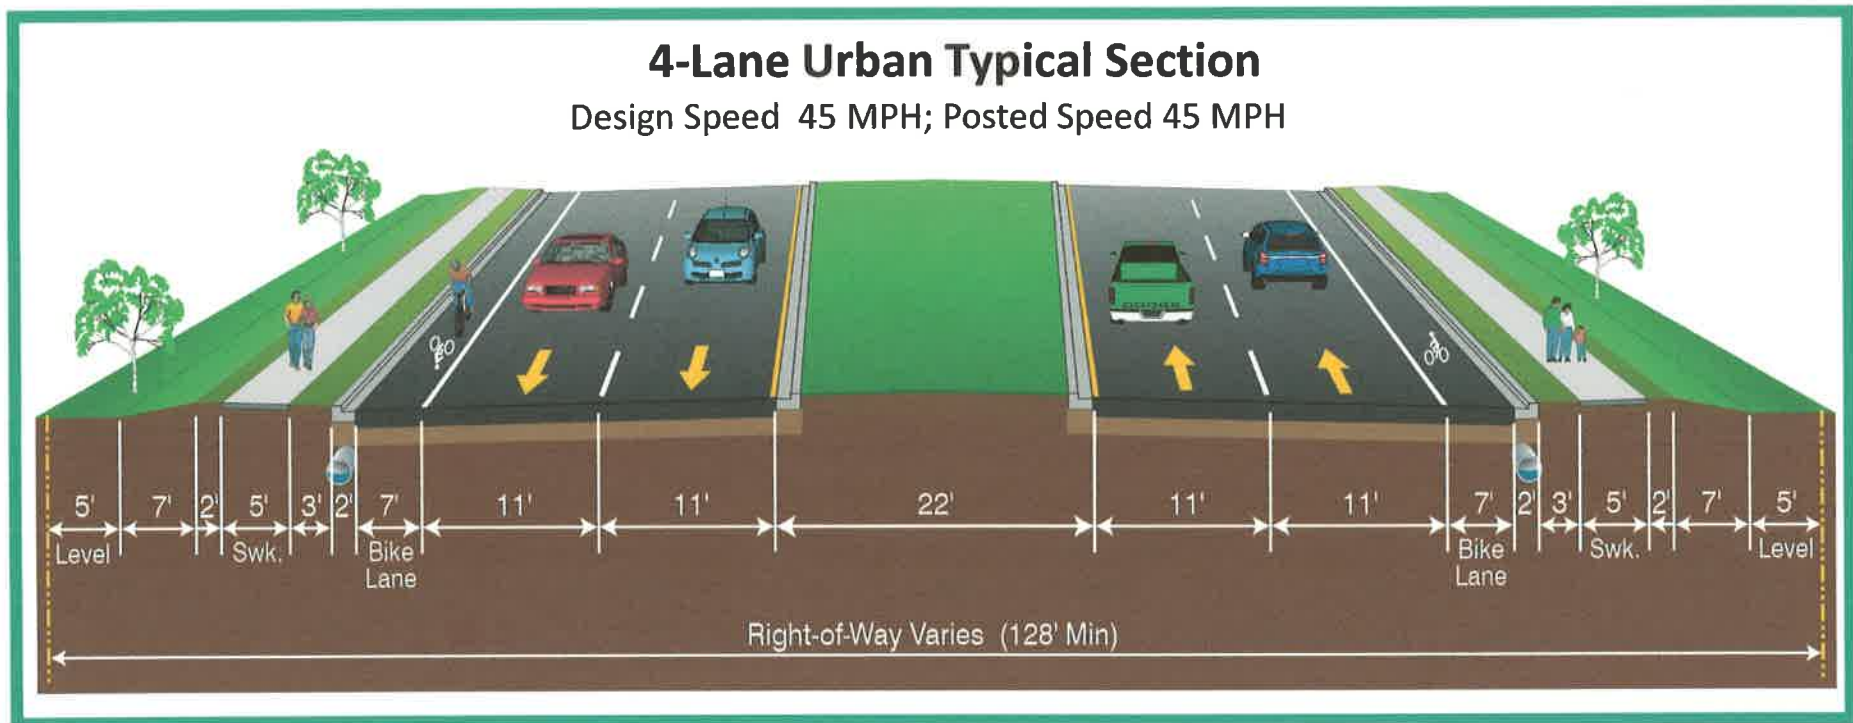 4-Lane Urban Typical Section
Design Speed 45 MPH; Posted Speed 45 MPH
5' 7' 2' 5' 3' 2' 7' 11' 11' 22' 11' 11' 7' 2' 3' 5' 2' 7' 5'
Level Swk. Bike Bike Swk. Level
Lane Lane
Right-of-Way Varies (128' Min)